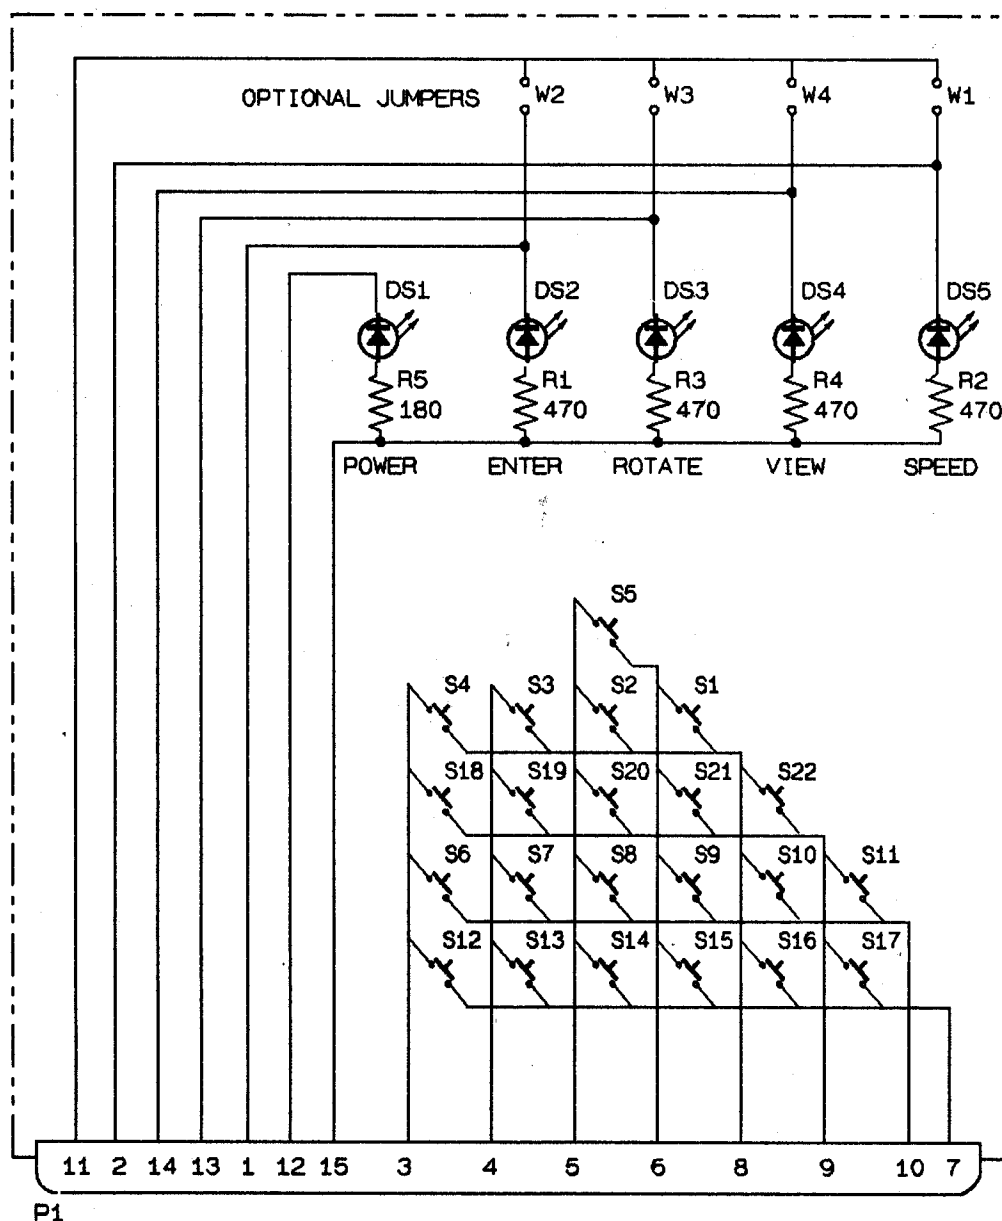 OPTIONAL JUMPERS W2 W3 W4 W1
DS1 DS2 DS3 DS4 DS5
R5 R1 R3 R4 R2
180 470 470 470 470
POWER ENTER ROTATE VIEW SPEED
S5
S4 S3 S2 S1
S18 S19 S20 S21 S22
S6 S7 S8 S9 S10 S11
S12 S13 S14 S15 S16 S17
11 2 14 13 1 12 15 3 4 5 6 8 9 10 7
P1